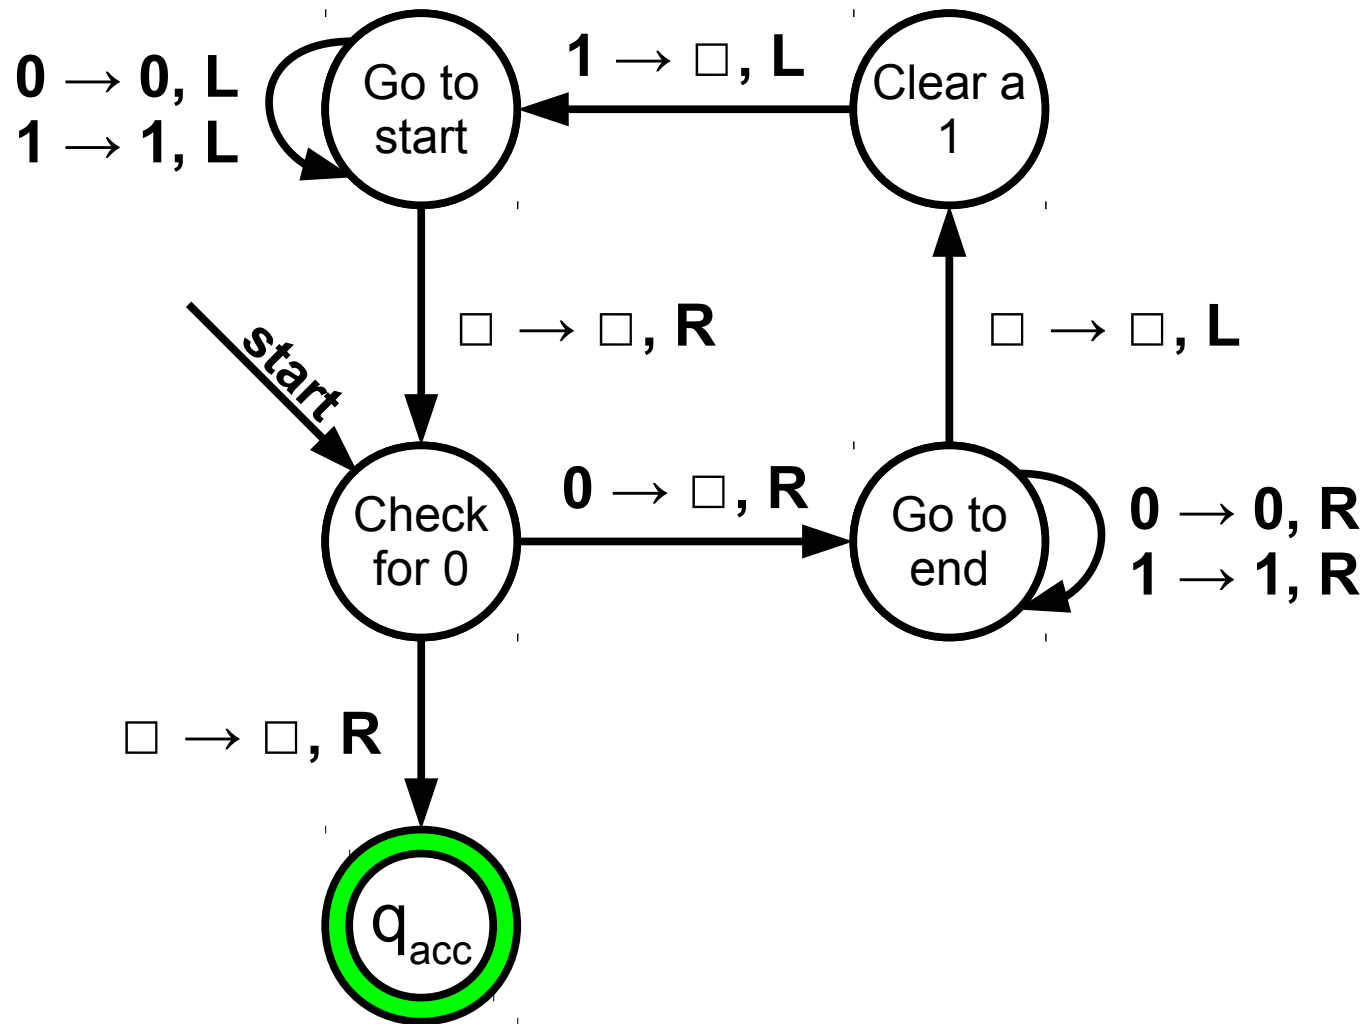 0 → 0, L
1 → 1, L
Go to
start
1 → □, L
Clear a
1
□ → □, R
□ → □, L
start
Check
for 0
0 → □, R
Go to
end
0 → 0, R
1 → 1, R
□ → □, R
qacc